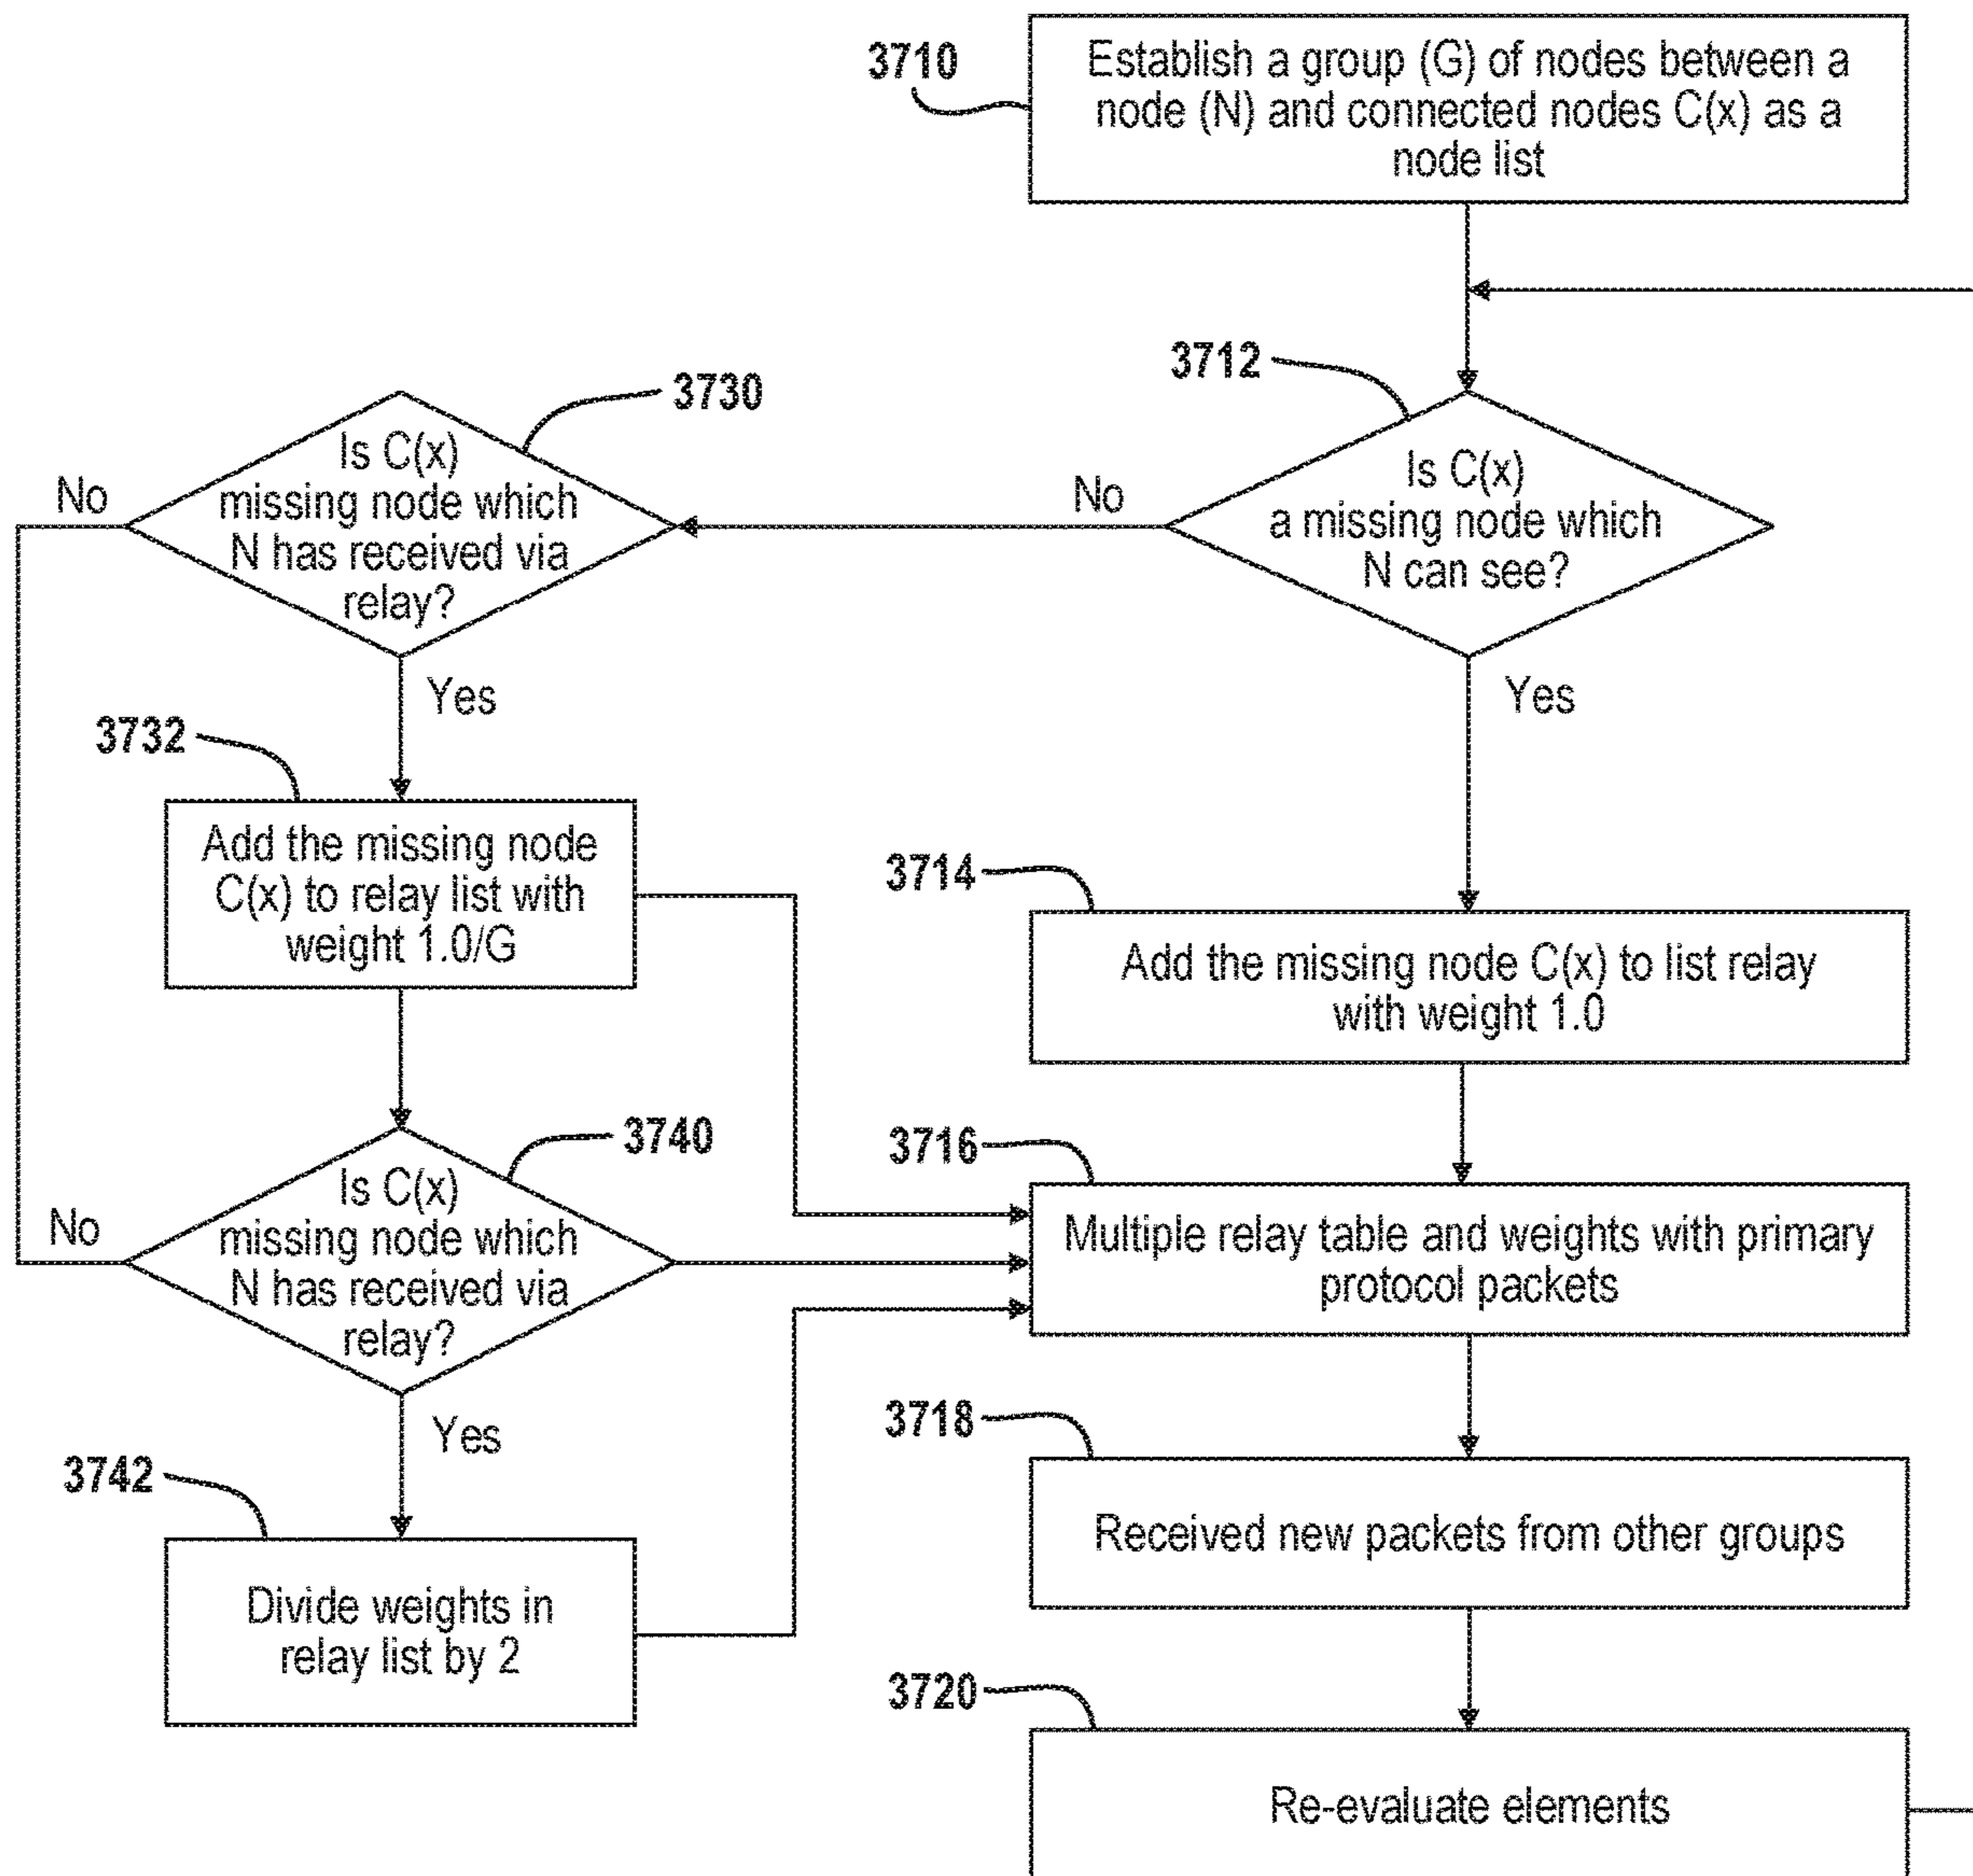 3710
Establish a group (G) of nodes between a
node (N) and connected nodes C(x) as a
node list
3712
Is C(x)
a missing node which
N can see?
No
Yes
3730
Is C(x)
missing node which
N has received via
relay?
No
Yes
3732
Add the missing node
C(x) to relay list with
weight 1.0/G
3714
Add the missing node C(x) to list relay
with weight 1.0
3740
Is C(x)
missing node which
N has received via
relay?
No
Yes
3716
Multiple relay table and weights with primary
protocol packets
3742
Divide weights in
relay list by 2
3718
Received new packets from other groups
3720
Re-evaluate elements